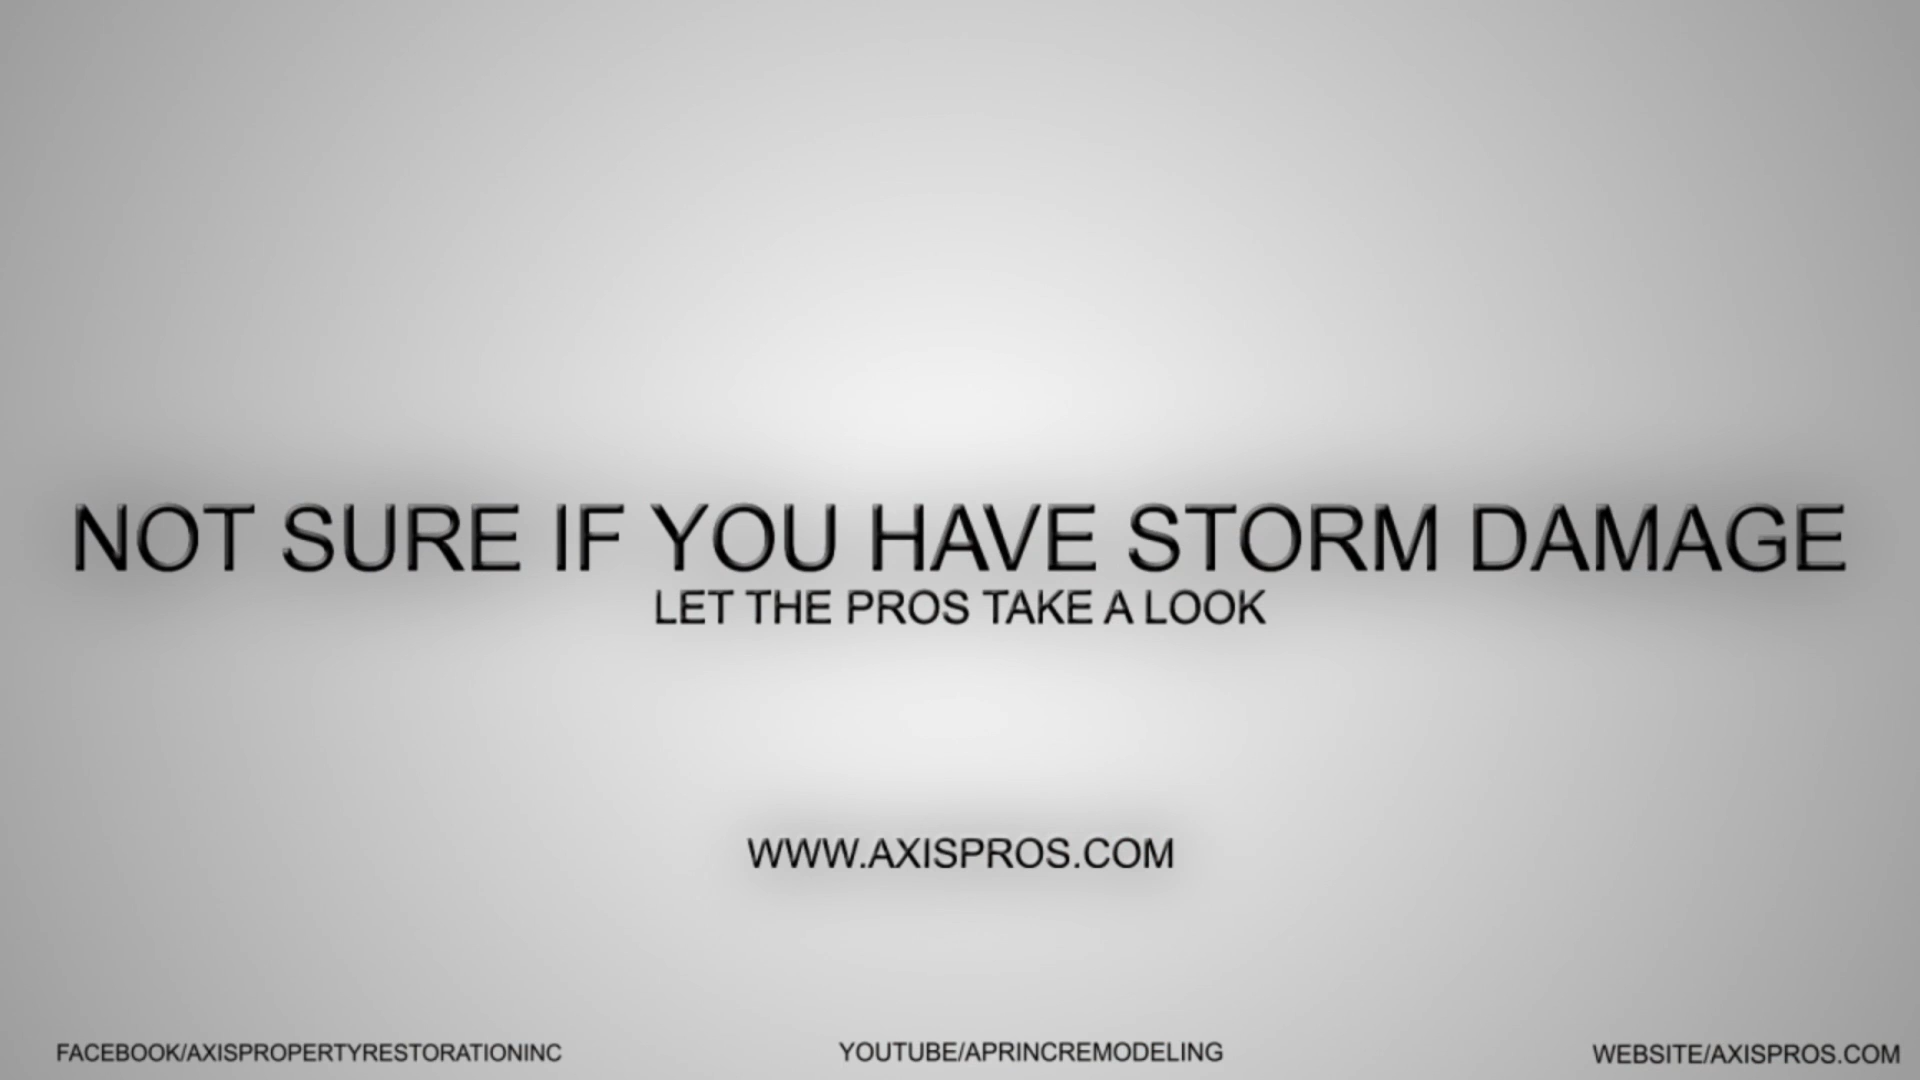 NOT SURE IF YOU HAVE STORM DAMAGE
LET THE PROS TAKE A LOOK
WWW.AXISPROS.COM
FACEBOOK/AXISPROPERTYRESTORATIONINC
YOUTUBE/APRINCREMODELING
WEBSITE/AXISPROS.COM